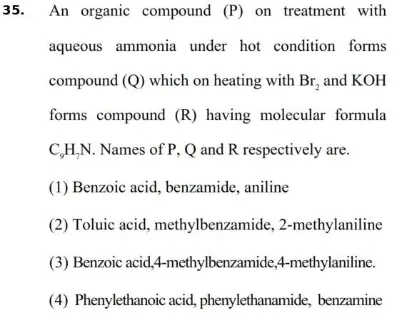 35. An organic compound (P) on treatment with
aqueous ammonia under hot condition forms
compound (Q) which on heating with Br₂ and KOH
forms compound (R) having molecular formula
C₉H₇N. Names of P, Q and R respectively are.
(1) Benzoic acid, benzamide, aniline
(2) Toluic acid, methylbenzamide, 2-methylaniline
(3) Benzoic acid,4-methylbenzamide,4-methylaniline.
(4) Phenylethanoic acid, phenylethanamide, benzamine